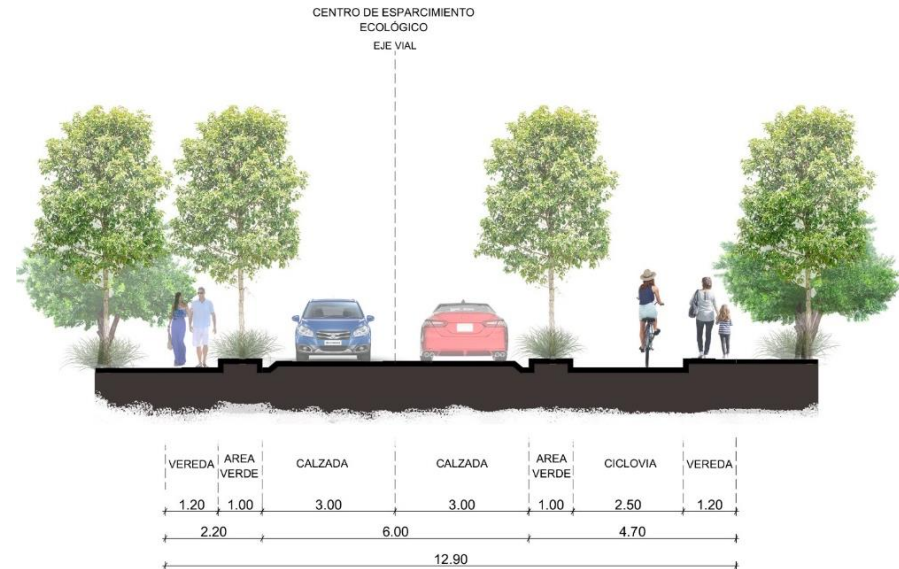 CENTRO DE ESPARCIMIENTO
ECOLÓGICO
EJE VIAL
VEREDA
AREA
VERDE
CALZADA
CALZADA
AREA
VERDE
CICLOVIA
VEREDA
1.20 1.00 3.00 3.00 1.00 2.50 1.20
2.20 6.00 4.70
12.90